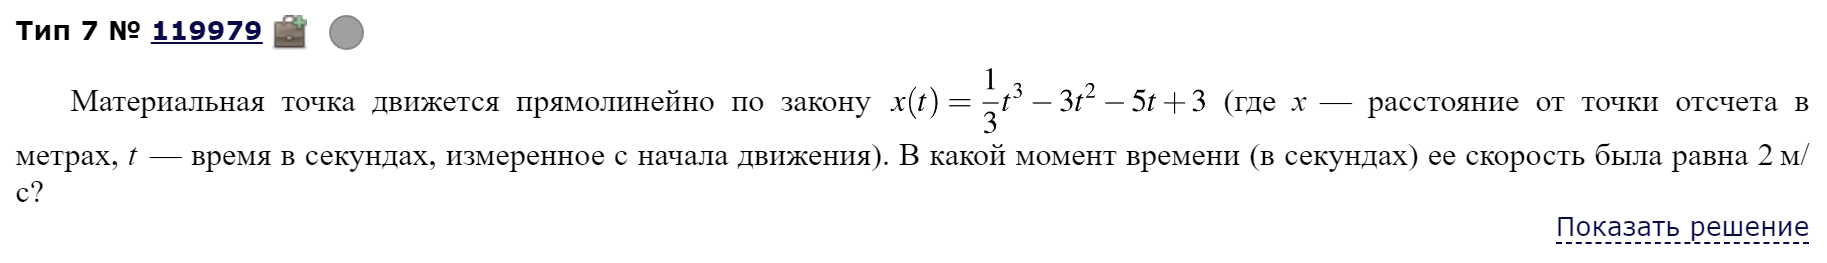 Тип 7 № 119979
Материальная точка движется прямолинейно по закону x(t) = \frac{1}{3}t³ − 3t² − 5t + 3 (где x — расстояние от точки отсчета в
метрах, t — время в секундах, измеренное с начала движения). В какой момент времени (в секундах) ее скорость была равна 2 м/
с?
Показать решение